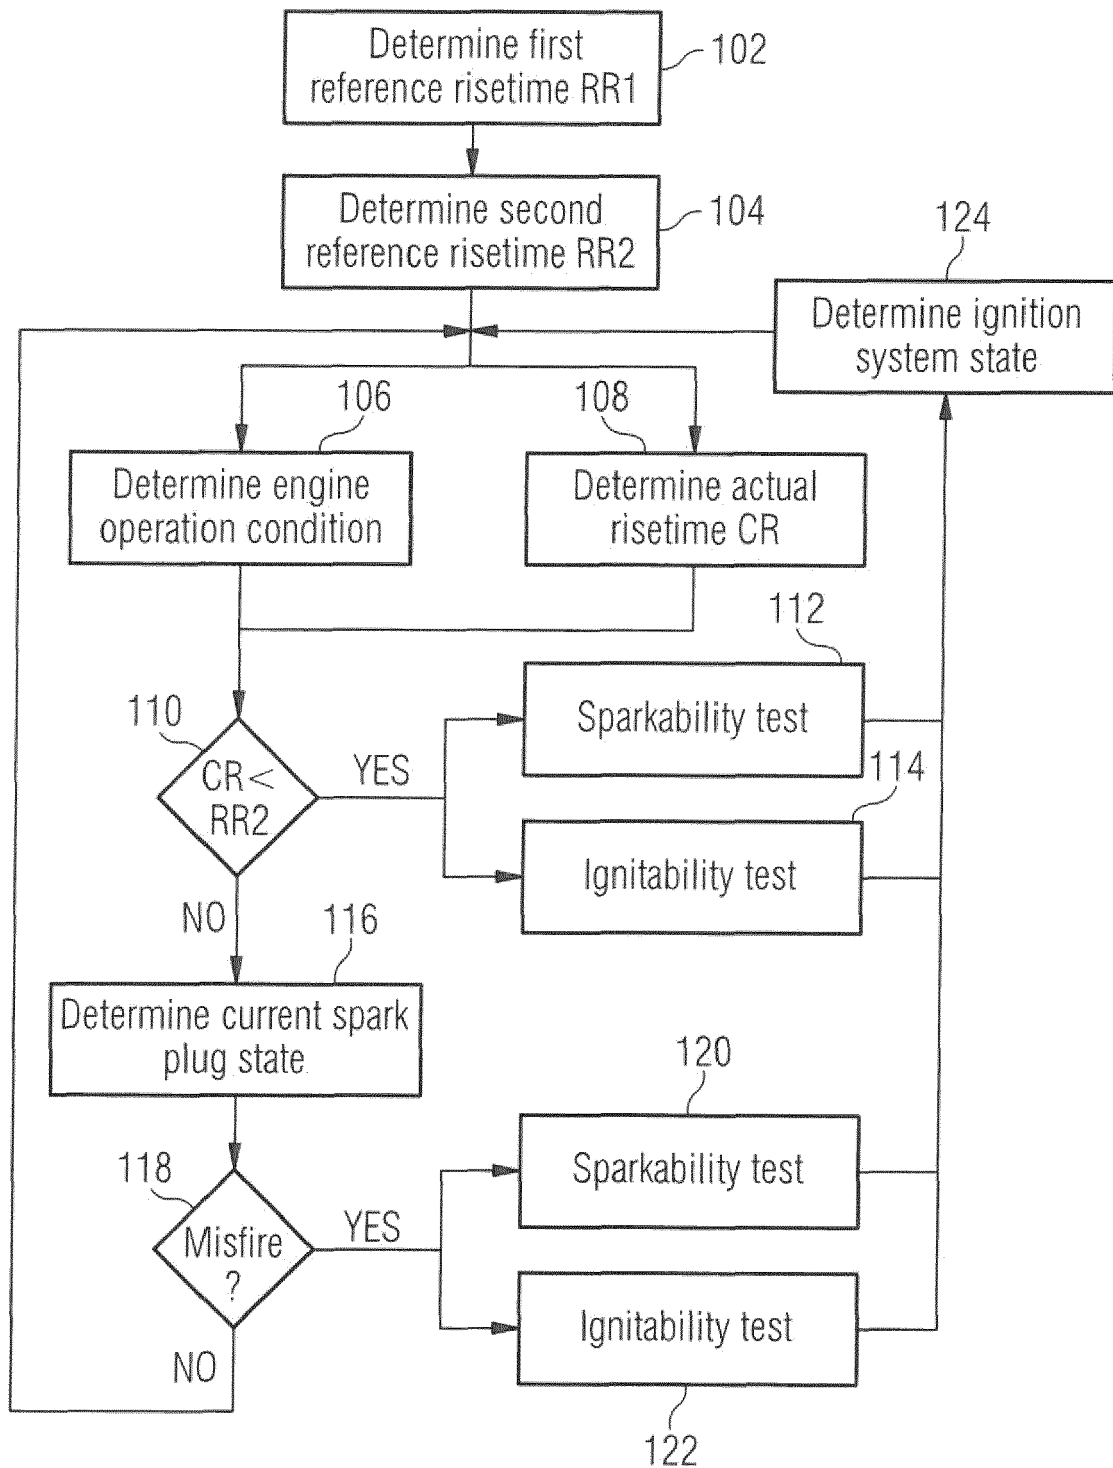 Determine first
reference risetime RR1
102
Determine second
reference risetime RR2
104
124
Determine ignition
system state
106
108
Determine engine
operation condition
Determine actual
risetime CR
112
110
Sparkability test
CR<
RR2
YES
114
Ignitability test
NO
116
Determine current spark
plug state
120
118
Sparkability test
Misfire
?
YES
Ignitability test
NO
122